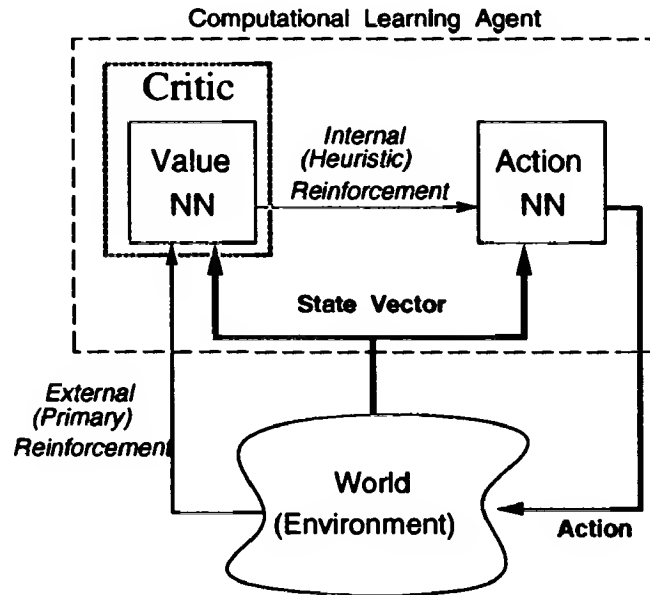 Computational Learning Agent
Critic
Value
NN
Internal
(Heuristic)
Reinforcement
Action
NN
State Vector
External
(Primary)
Reinforcement
World
(Environment)
Action